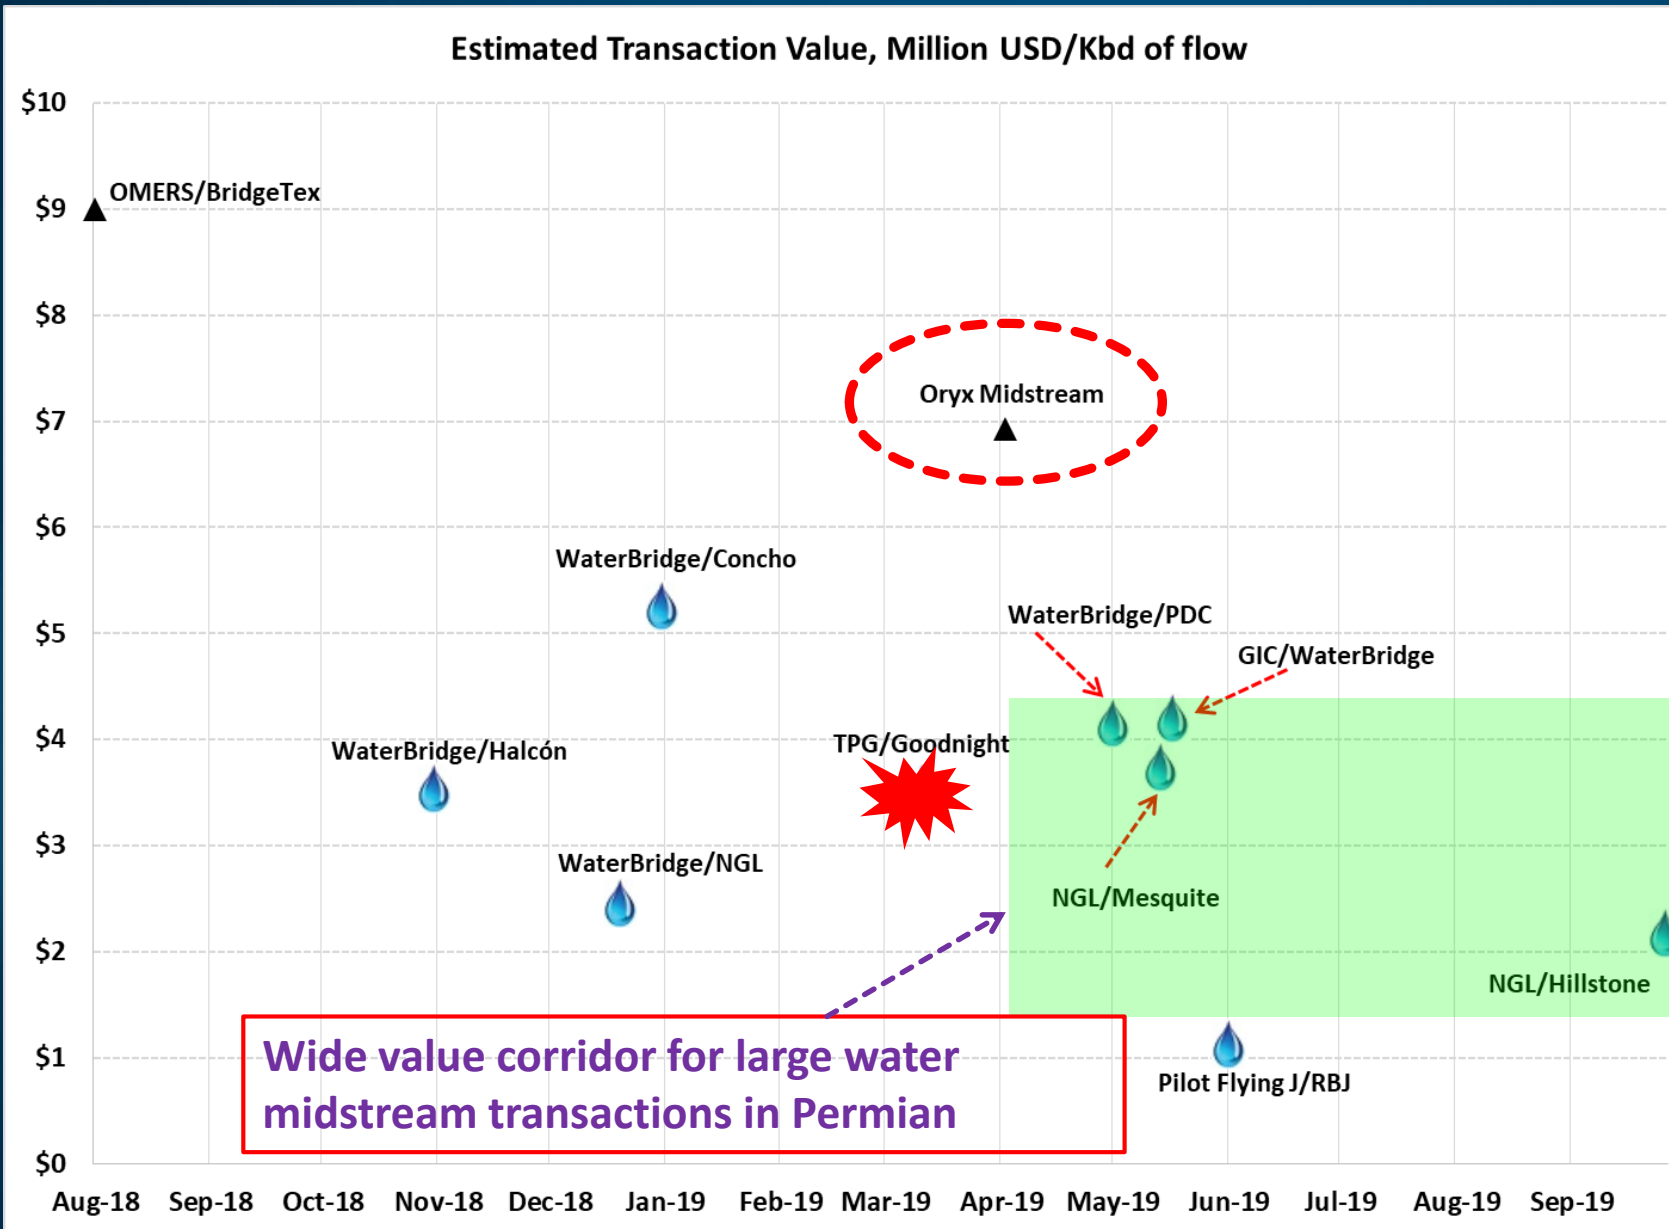 Estimated Transaction Value, Million USD/Kbd of flow
$10
OMERS/BridgeTex
$9
$8
Oryx Midstream
$7
$6
WaterBridge/Concho
WaterBridge/PDC
$5
GIC/WaterBridge
$4
TPG/Goodnight
WaterBridge/Halcón
$3
WaterBridge/NGL
NGL/Mesquite
$2
NGL/Hillstone
Wide value corridor for large water
midstream transactions in Permian
$1
Pilot Flying J/RBJ
$0
Aug-18 Sep-18 Oct-18 Nov-18 Dec-18 Jan-19 Feb-19 Mar-19 Apr-19 May-19 Jun-19 Jul-19 Aug-19 Sep-19